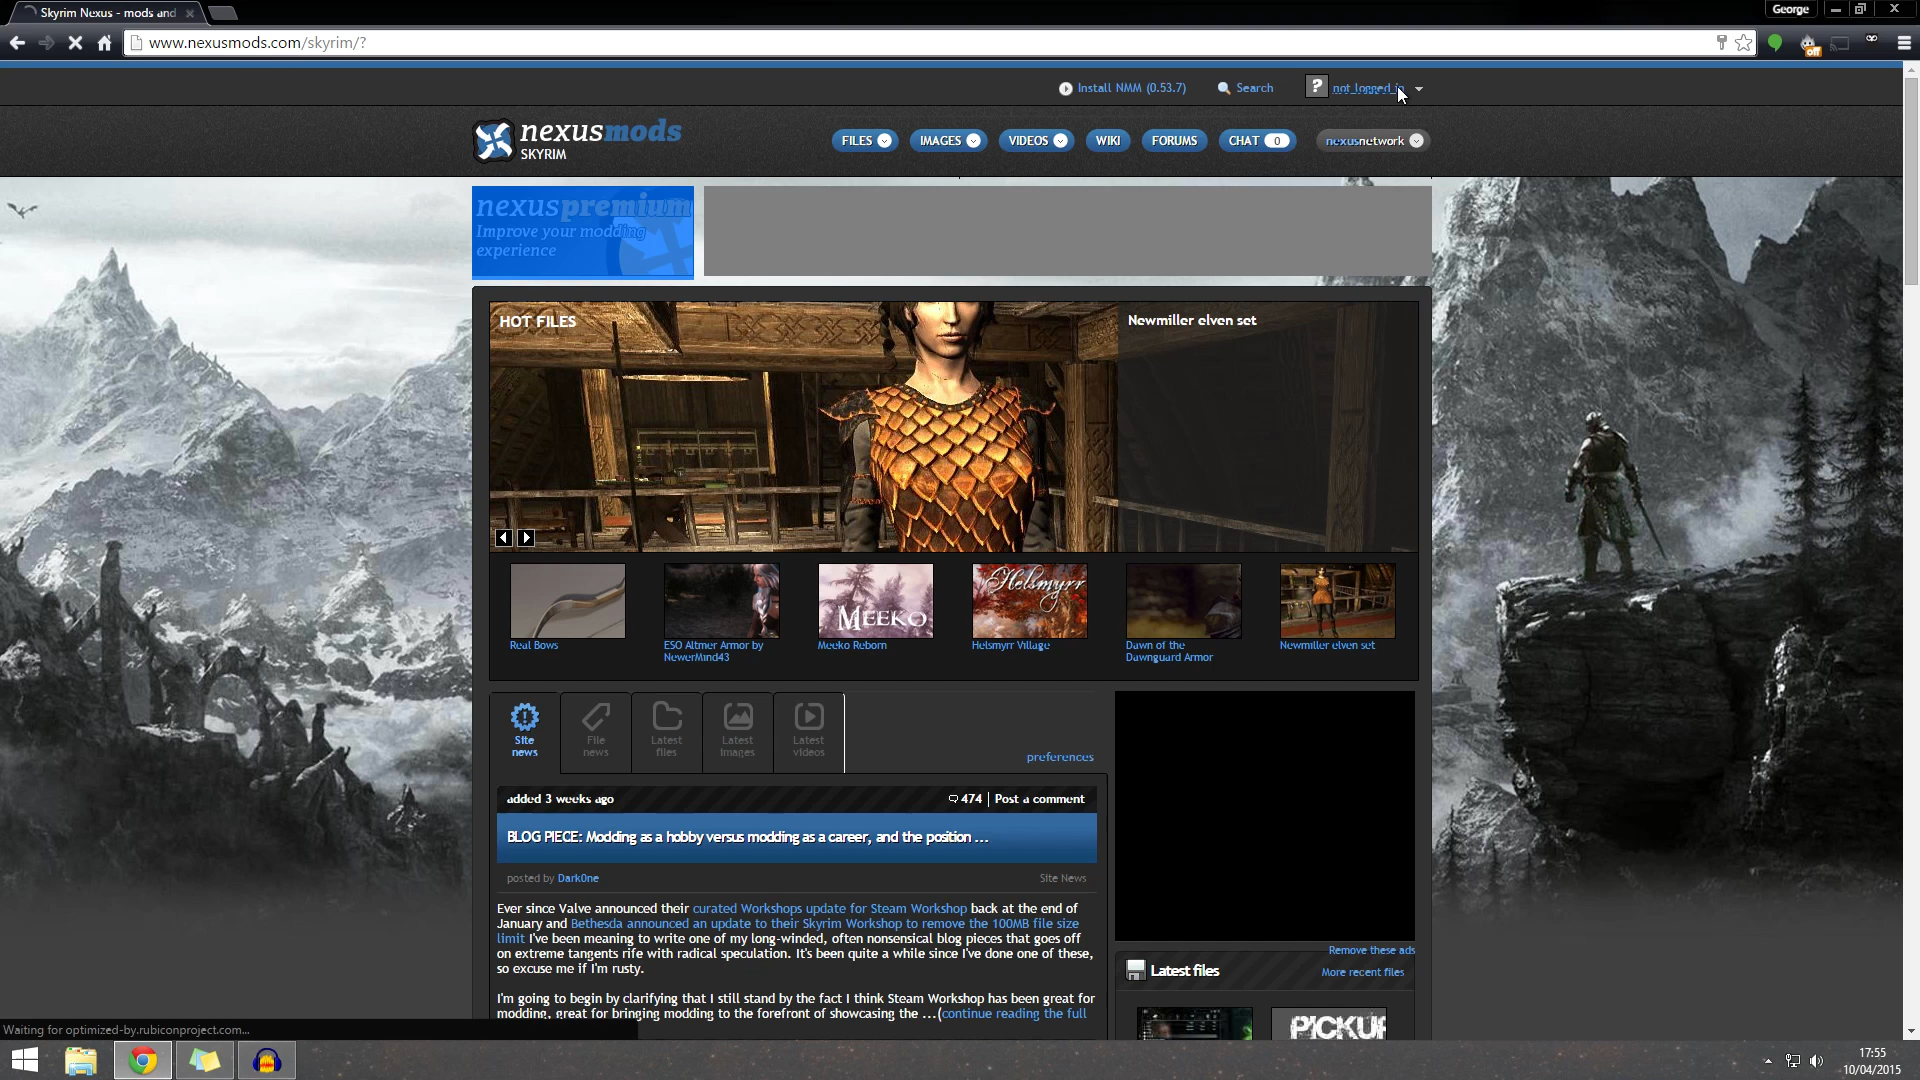 Skyrim Nexus - mods and
George
www.nexusmods.com/skyrim/?
off
Install NMM (0.53.7)
Search
?
not logged in
nexusmods
SKYRIM
FILES
IMAGES
VIDEOS
WIKI
FORUMS
CHAT 0
nexusnetwork
nexuspremium
Improve your modding
experience
HOT FILES
Newmiller elven set
MEEKO
Helsmyrr
Real Bows
ESO Altmer Armor by
NewerMind43
Meeko Reborn
Helsmyrr Village
Dawn of the
Dawnguard Armor
Newmiller elven set
Site
news
File
news
Latest
files
Latest
images
Latest
videos
preferences
added 3 weeks ago
474 | Post a comment
BLOG PIECE: Modding as a hobby versus modding as a career, and the position ...
posted by Dark0ne
Site News
Ever since Valve announced their curated Workshops update for Steam Workshop back at the end of
January and Bethesda announced an update to their Skyrim Workshop to remove the 100MB file size
limit I've been meaning to write one of my long-winded, often nonsensical blog pieces that goes off
on extreme tangents rife with radical speculation. It's been quite a while since I've done one of these,
so excuse me if I'm rusty.
I'm going to begin by clarifying that I still stand by the fact I think Steam Workshop has been great for
modding, great for bringing modding to the forefront of showcasing the ...(continue reading the full
Remove these ads
Latest files
More recent files
PICKUP
Waiting for optimized-by.rubiconproject.com...
17:55
10/04/2015